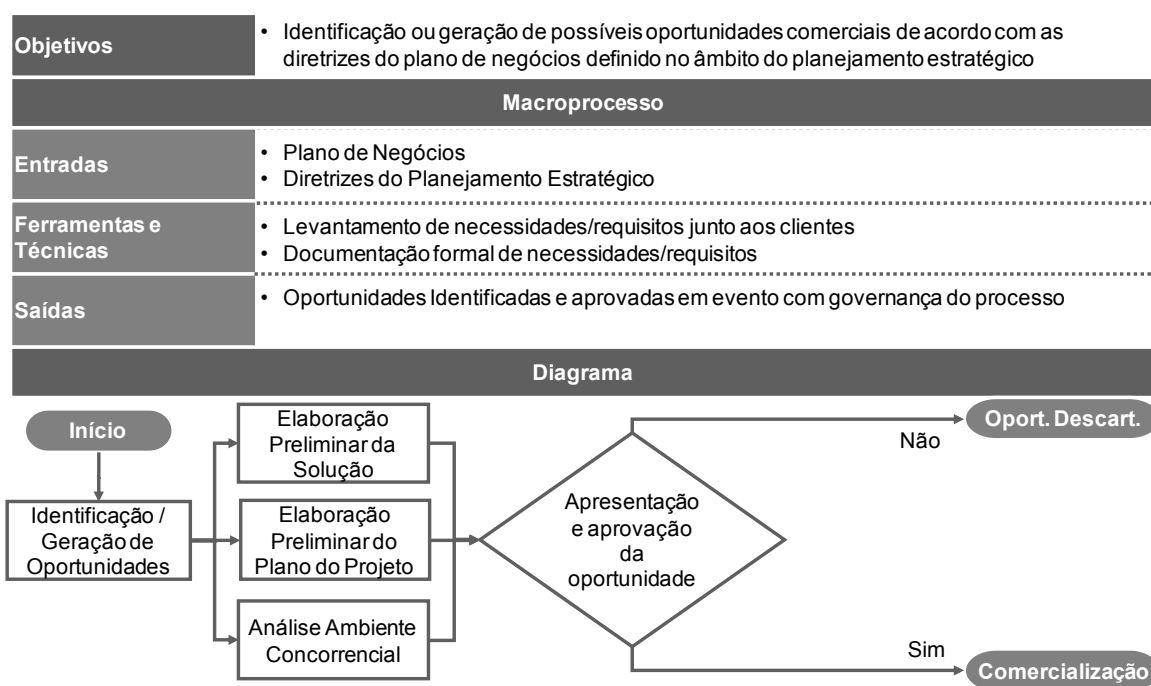 Objetivos
• Identificação ou geração de possíveis oportunidades comerciais de acordo com as
diretrizes do plano de negócios definido no âmbito do planejamento estratégico
Macroprocesso
Entradas
• Plano de Negócios
• Diretrizes do Planejamento Estratégico
Ferramentas e
Técnicas
• Levantamento de necessidades/requisitos junto aos clientes
• Documentação formal de necessidades/requisitos
Saídas
• Oportunidades Identificadas e aprovadas em evento com governança do processo
Diagrama
Início
Identificação /
Geração de
Oportunidades
Elaboração
Preliminar da
Solução
Elaboração
Preliminar do
Plano do Projeto
Análise Ambiente
Concorrencial
Apresentação
e aprovação
da
oportunidade
Não
Oport. Descart.
Sim
Comercialização